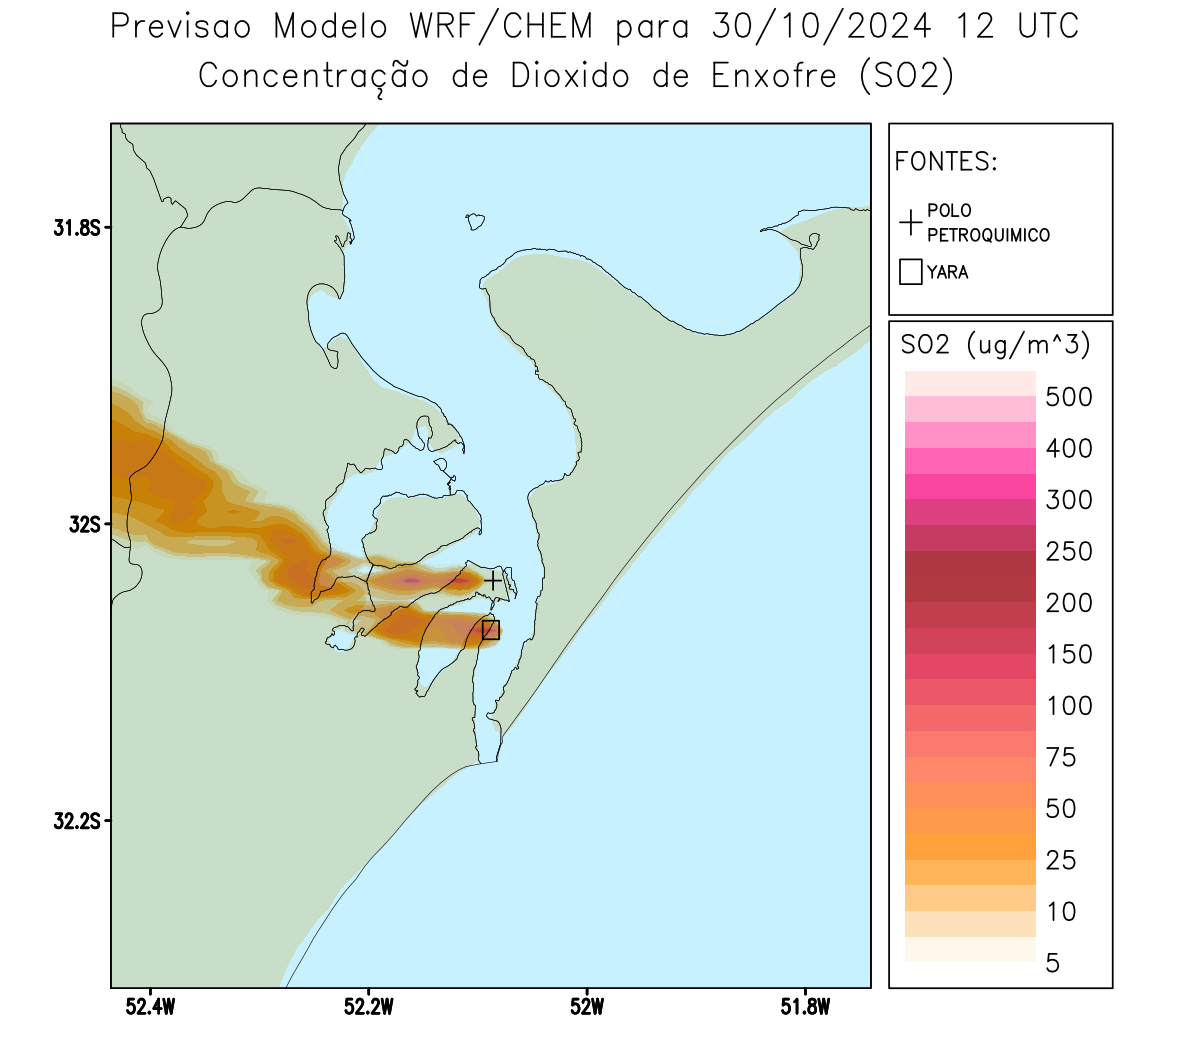 Previsao Modelo WRF/CHEM para 30/10/2024 12 UTC
Concentração de Dioxido de Enxofre (SO2)
FONTES:
POLO
PETROQUIMICO
YARA
31.8S
32S
32.2S
52.4W
52.2W
52W
51.8W
SO2 (ug/m^3)
500
400
300
250
200
150
100
75
50
25
10
5